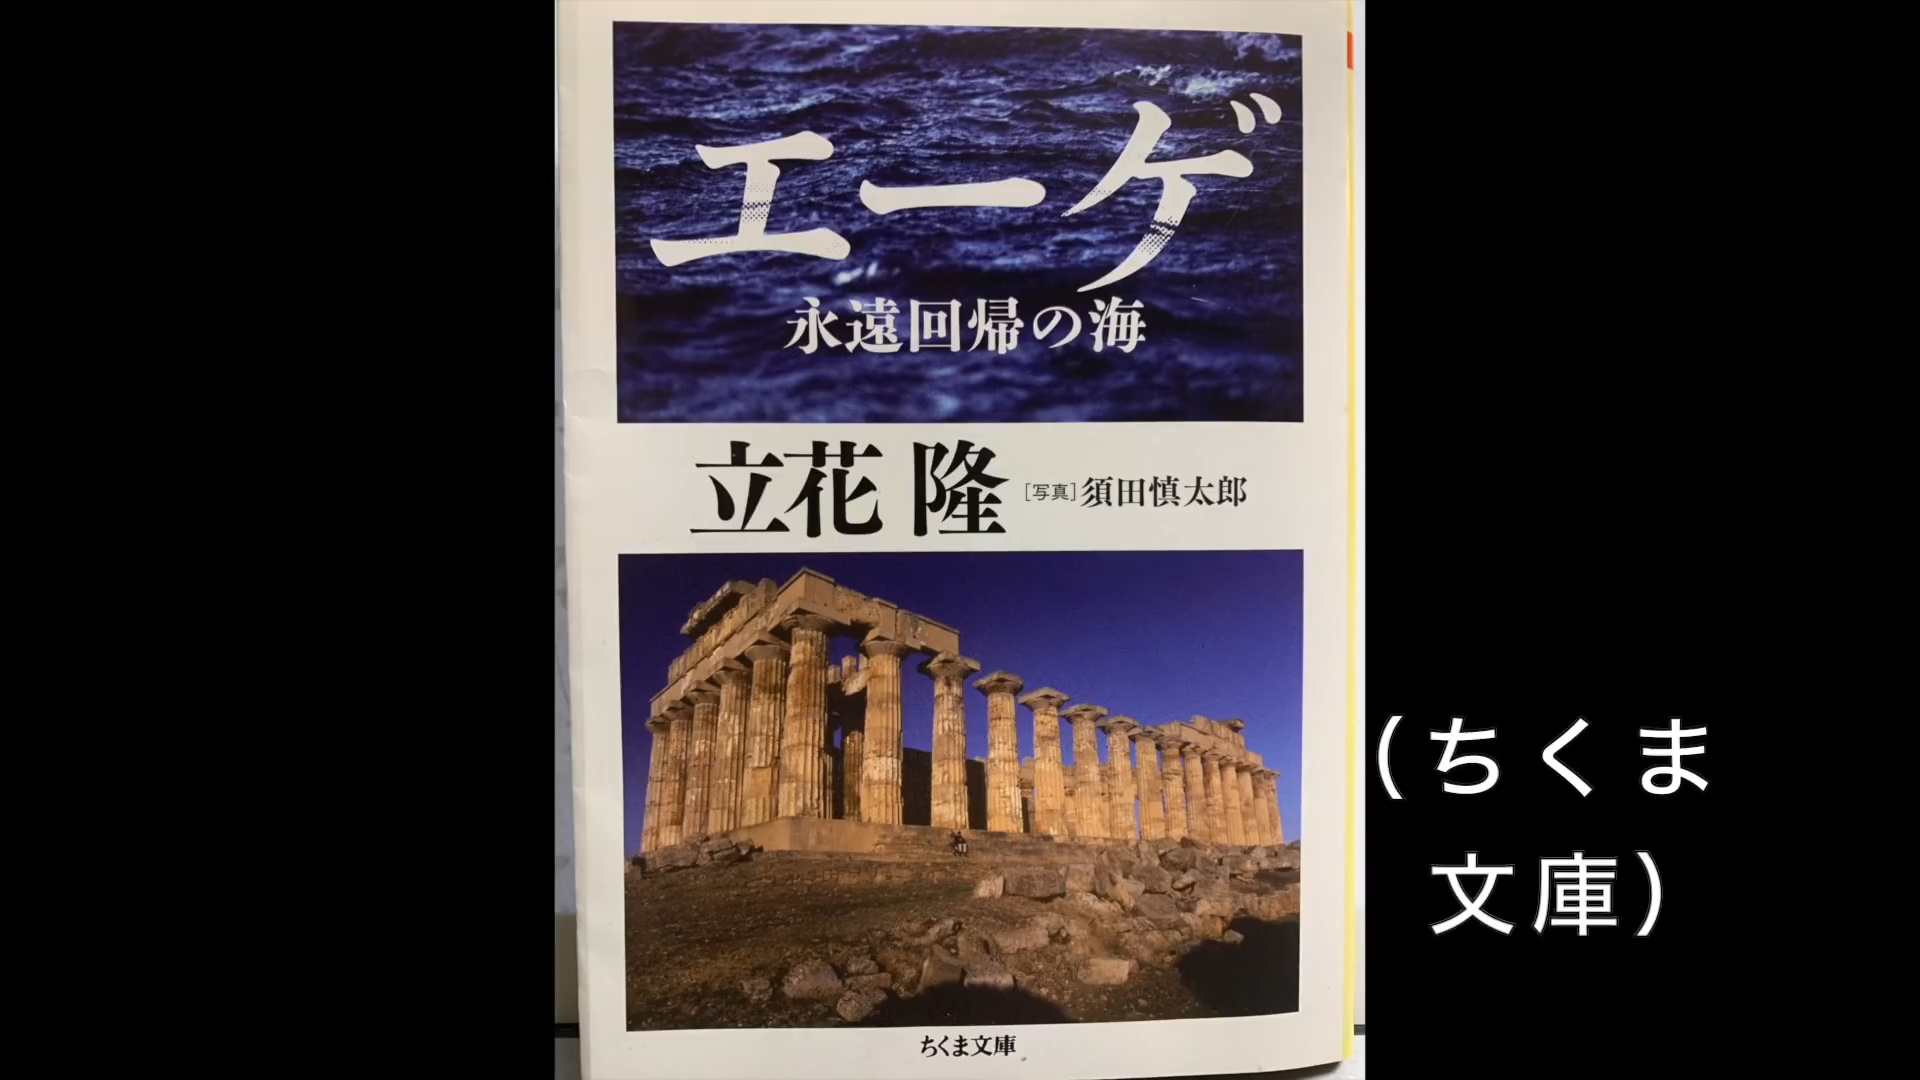 エーゲ
永遠回帰の海
立花 隆 [写真]須田慎太郎
ちくま文庫
（ちくま
文庫）